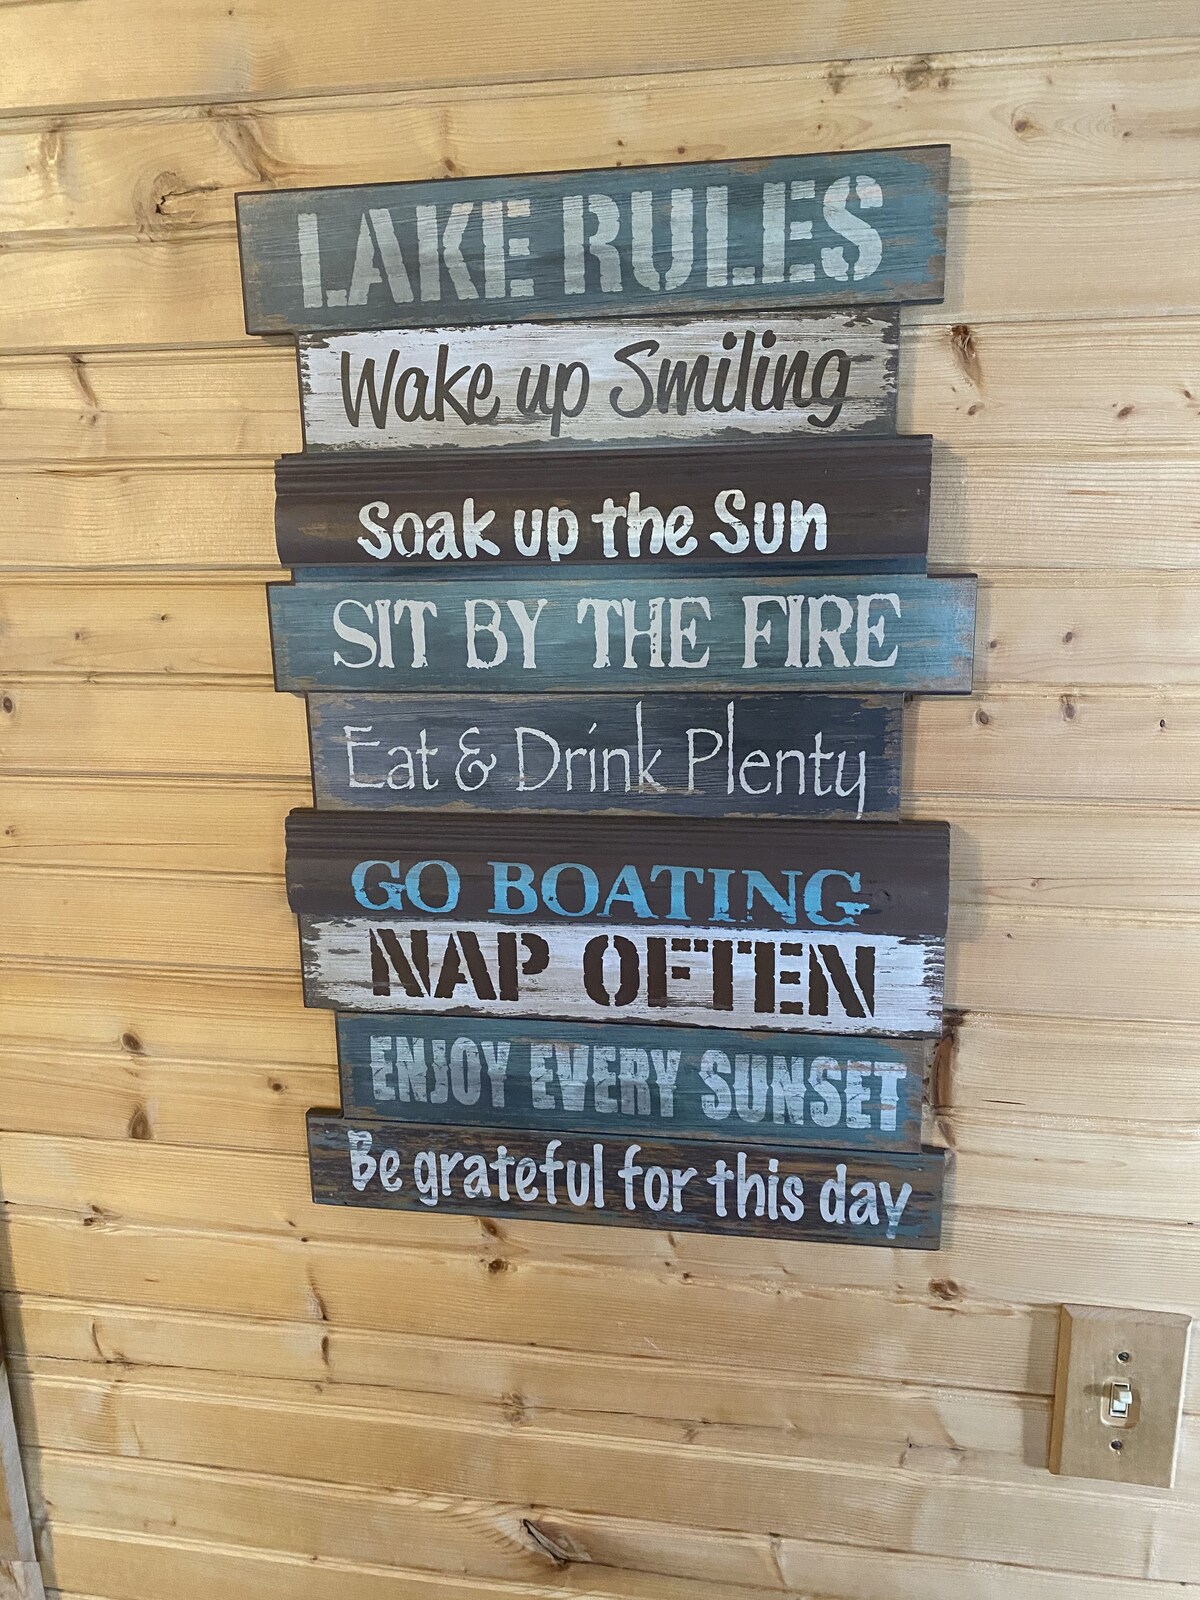 LAKE RULES
Wake up Smiling
Soak up the Sun
SIT BY THE FIRE
Eat & Drink Plenty
GO BOATING
NAP OFTEN
ENJOY EVERY SUNSET
Be grateful for this day